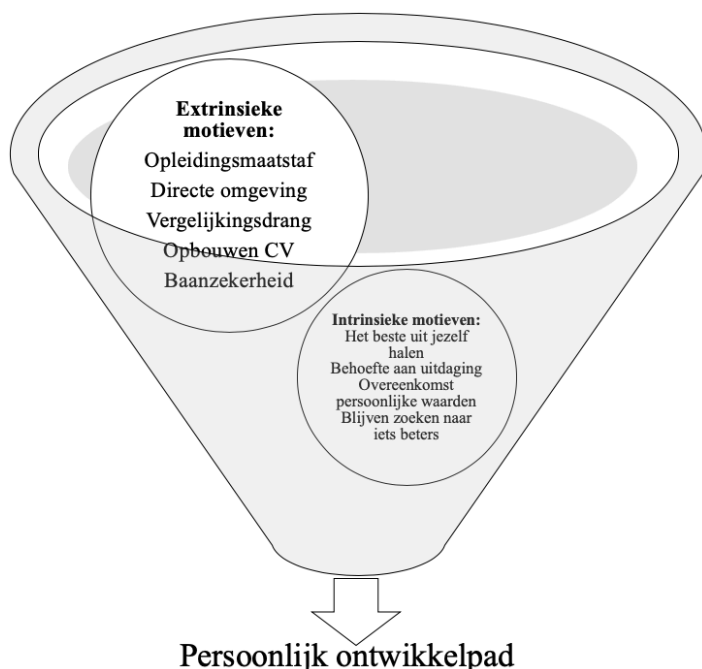 Extrinsieke
motieven:
Opleidingsmaatstaf
Directe omgeving
Vergelijkingsdrang
Opbouwen CV
Baanzekerheid
Intrinsieke motieven:
Het beste uit jezelf
halen
Behoefte aan uitdaging
Overeenkomst
persoonlijke waarden
Blijven zoeken naar
iets beters
Persoonlijk ontwikkelpad